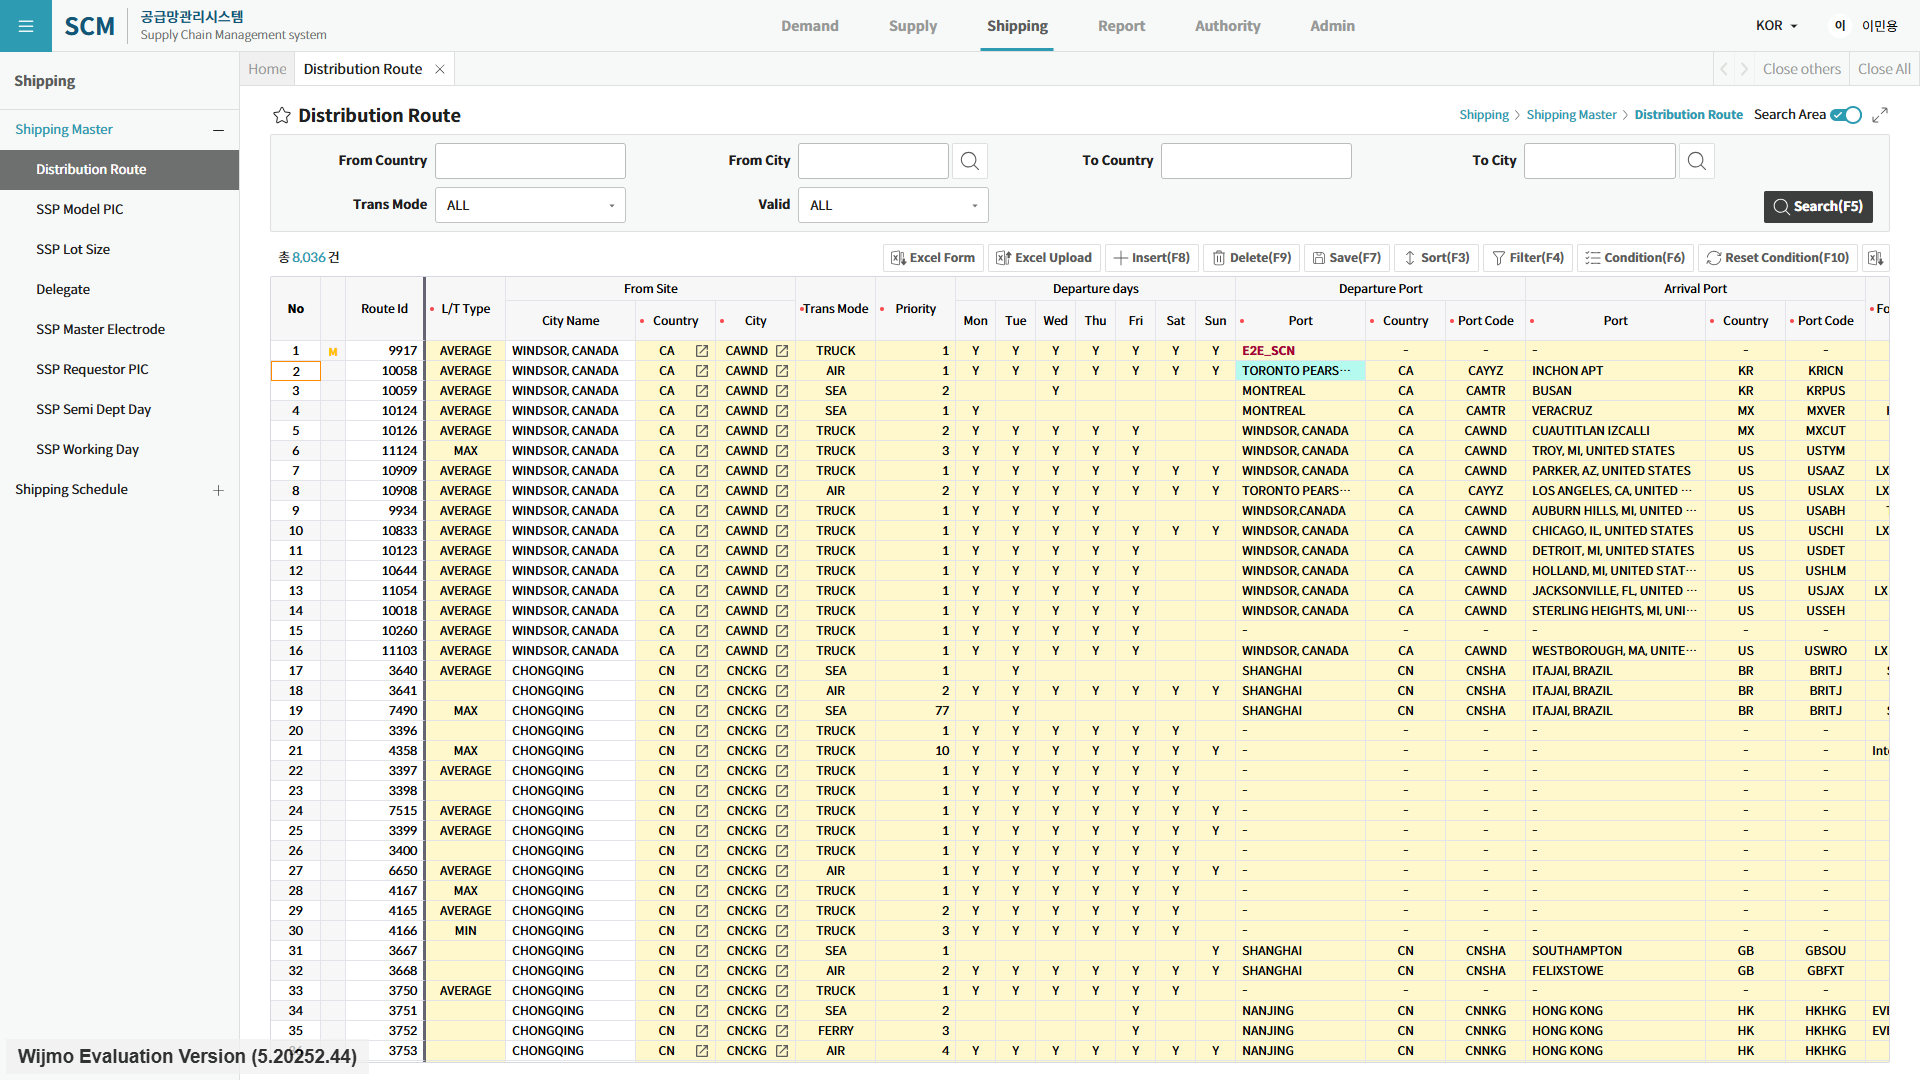 SCM 공급망관리시스템 Supply Chain Management system
Demand Supply Shipping Report Authority Admin
KOR 이 이민용
Shipping
Home Distribution Route
Close others Close All
Shipping Master
Distribution Route
SSP Model PIC
SSP Lot Size
Delegate
SSP Master Electrode
SSP Requestor PIC
SSP Semi Dept Day
SSP Working Day
Shipping Schedule
Distribution Route
Shipping > Shipping Master > Distribution Route Search Area
From Country From City To Country To City
Trans Mode ALL Valid ALL
Search(F5)
총 8,036 건
Excel Form Excel Upload Insert(F8) Delete(F9) Save(F7) Sort(F3) Filter(F4) Condition(F6) Reset Condition(F10)
No Route Id L/T Type From Site Trans Mode Priority Departure days Departure Port Arrival Port Fo
City Name Country City Mon Tue Wed Thu Fri Sat Sun Port Country Port Code Port Country Port Code
1 M 9917 AVERAGE WINDSOR, CANADA CA CAWND TRUCK 1 Y Y Y Y Y Y Y E2E_SCN - - - - -
2 10058 AVERAGE WINDSOR, CANADA CA CAWND AIR 1 Y Y Y Y Y Y Y TORONTO PEARS··· CA CAYYZ INCHON APT KR KRICN
3 10059 AVERAGE WINDSOR, CANADA CA CAWND SEA 2 Y MONTREAL CA CAMTR BUSAN KR KRPUS
4 10124 AVERAGE WINDSOR, CANADA CA CAWND SEA 1 Y MONTREAL CA CAMTR VERACRUZ MX MXVER
5 10126 AVERAGE WINDSOR, CANADA CA CAWND TRUCK 2 Y Y Y Y Y WINDSOR, CANADA CA CAWND CUAUTITLAN IZCALLI MX MXCUT
6 11124 MAX WINDSOR, CANADA CA CAWND TRUCK 3 Y Y Y Y Y WINDSOR, CANADA CA CAWND TROY, MI, UNITED STATES US USTYM
7 10909 AVERAGE WINDSOR, CANADA CA CAWND TRUCK 1 Y Y Y Y Y Y Y WINDSOR, CANADA CA CAWND PARKER, AZ, UNITED STATES US USAAZ LX
8 10908 AVERAGE WINDSOR, CANADA CA CAWND AIR 2 Y Y Y Y Y Y Y TORONTO PEARS··· CA CAYYZ LOS ANGELES, CA, UNITED ··· US USLAX LX
9 9934 AVERAGE WINDSOR, CANADA CA CAWND TRUCK 1 Y Y Y Y WINDSOR,CANADA CA CAWND AUBURN HILLS, MI, UNITED ··· US USABH
10 10833 AVERAGE WINDSOR, CANADA CA CAWND TRUCK 1 Y Y Y Y Y Y Y WINDSOR, CANADA CA CAWND CHICAGO, IL, UNITED STATES US USCHI LX
11 10123 AVERAGE WINDSOR, CANADA CA CAWND TRUCK 1 Y Y Y Y Y WINDSOR, CANADA CA CAWND DETROIT, MI, UNITED STATES US USDET
12 10644 AVERAGE WINDSOR, CANADA CA CAWND TRUCK 1 Y Y Y Y Y WINDSOR, CANADA CA CAWND HOLLAND, MI, UNITED STAT··· US USHLM
13 11054 AVERAGE WINDSOR, CANADA CA CAWND TRUCK 1 Y Y Y Y Y WINDSOR, CANADA CA CAWND JACKSONVILLE, FL, UNITED ··· US USJAX LX
14 10018 AVERAGE WINDSOR, CANADA CA CAWND TRUCK 1 Y Y Y Y Y WINDSOR, CANADA CA CAWND STERLING HEIGHTS, MI, UNI··· US USSEH
15 10260 AVERAGE WINDSOR, CANADA CA CAWND TRUCK 1 Y Y Y Y Y - - - - - -
16 11103 AVERAGE WINDSOR, CANADA CA CAWND TRUCK 1 Y Y Y Y Y WINDSOR, CANADA CA CAWND WESTBOROUGH, MA, UNITE··· US USWRO LX
17 3640 AVERAGE CHONGQING CN CNCKG SEA 1 Y SHANGHAI CN CNSHA ITAJAI, BRAZIL BR BRITJ
18 3641 CHONGQING CN CNCKG AIR 2 Y Y Y Y Y Y Y SHANGHAI CN CNSHA ITAJAI, BRAZIL BR BRITJ
19 7490 MAX CHONGQING CN CNCKG SEA 77 Y SHANGHAI CN CNSHA ITAJAI, BRAZIL BR BRITJ
20 3396 CHONGQING CN CNCKG TRUCK 1 Y Y Y Y Y Y - - - - - -
21 4358 MAX CHONGQING CN CNCKG TRUCK 10 Y Y Y Y Y Y Y - - - - - - Inte
22 3397 AVERAGE CHONGQING CN CNCKG TRUCK 1 Y Y Y Y Y Y - - - - - -
23 3398 CHONGQING CN CNCKG TRUCK 1 Y Y Y Y Y Y - - - - - -
24 7515 AVERAGE CHONGQING CN CNCKG TRUCK 1 Y Y Y Y Y Y Y - - - - - -
25 3399 AVERAGE CHONGQING CN CNCKG TRUCK 1 Y Y Y Y Y Y Y - - - - - -
26 3400 CHONGQING CN CNCKG TRUCK 1 Y Y Y Y Y Y - - - - - -
27 6650 AVERAGE CHONGQING CN CNCKG AIR 1 Y Y Y Y Y Y Y - - - - - -
28 4167 MAX CHONGQING CN CNCKG TRUCK 1 Y Y Y Y Y Y - - - - - -
29 4165 AVERAGE CHONGQING CN CNCKG TRUCK 2 Y Y Y Y Y Y - - - - - -
30 4166 MIN CHONGQING CN CNCKG TRUCK 3 Y Y Y Y Y Y - - - - - -
31 3667 CHONGQING CN CNCKG SEA 1 Y SHANGHAI CN CNSHA SOUTHAMPTON GB GBSOU
32 3668 CHONGQING CN CNCKG AIR 2 Y Y Y Y Y Y Y SHANGHAI CN CNSHA FELIXSTOWE GB GBFXT
33 3750 AVERAGE CHONGQING CN CNCKG TRUCK 1 Y Y Y Y Y Y - - - - - -
34 3751 CHONGQING CN CNCKG SEA 2 Y NANJING CN CNNKG HONG KONG HK HKHKG EVE
35 3752 CHONGQING CN CNCKG FERRY 3 Y NANJING CN CNNKG HONG KONG HK HKHKG EVE
3753 CHONGQING CN CNCKG AIR 4 Y Y Y Y Y Y Y NANJING CN CNNKG HONG KONG HK HKHKG
Wijmo Evaluation Version (5.20252.44)